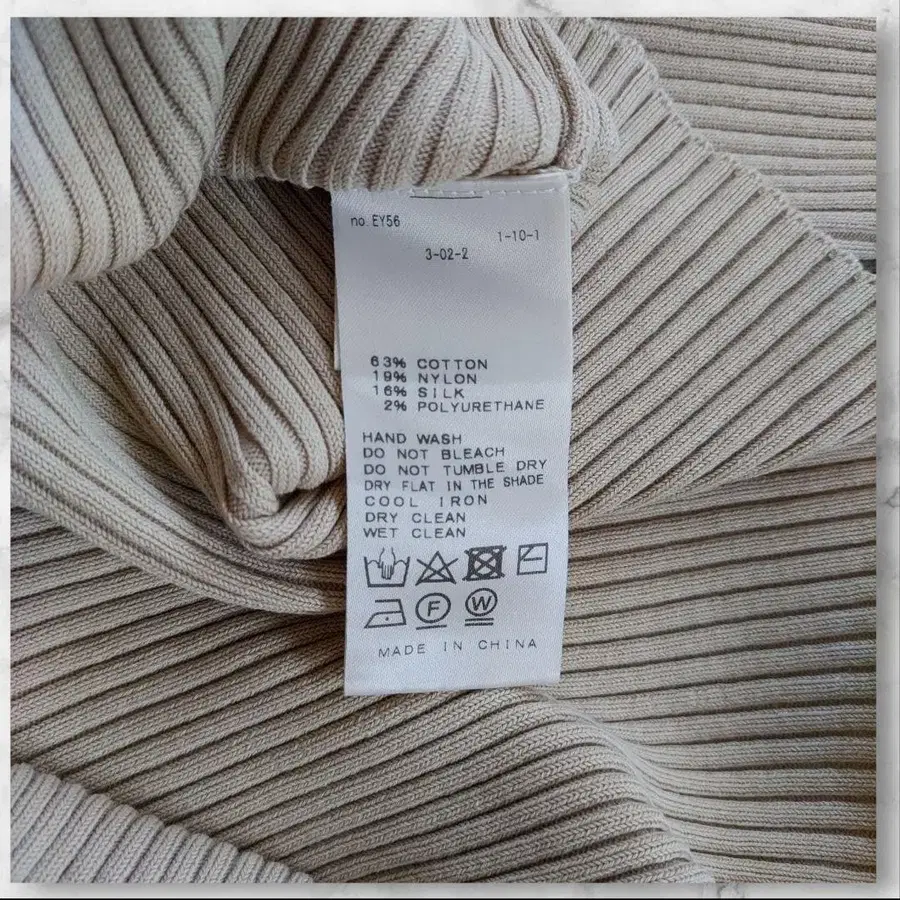 no. EY56
1-10-1
3-02-2
63% COTTON
19% NYLON
16% SILK
2% POLYURETHANE
HAND WASH
DO NOT BLEACH
DO NOT TUMBLE DRY
DRY FLAT IN THE SHADE
COOL IRON
DRY CLEAN
WET CLEAN
F W
MADE IN CHINA